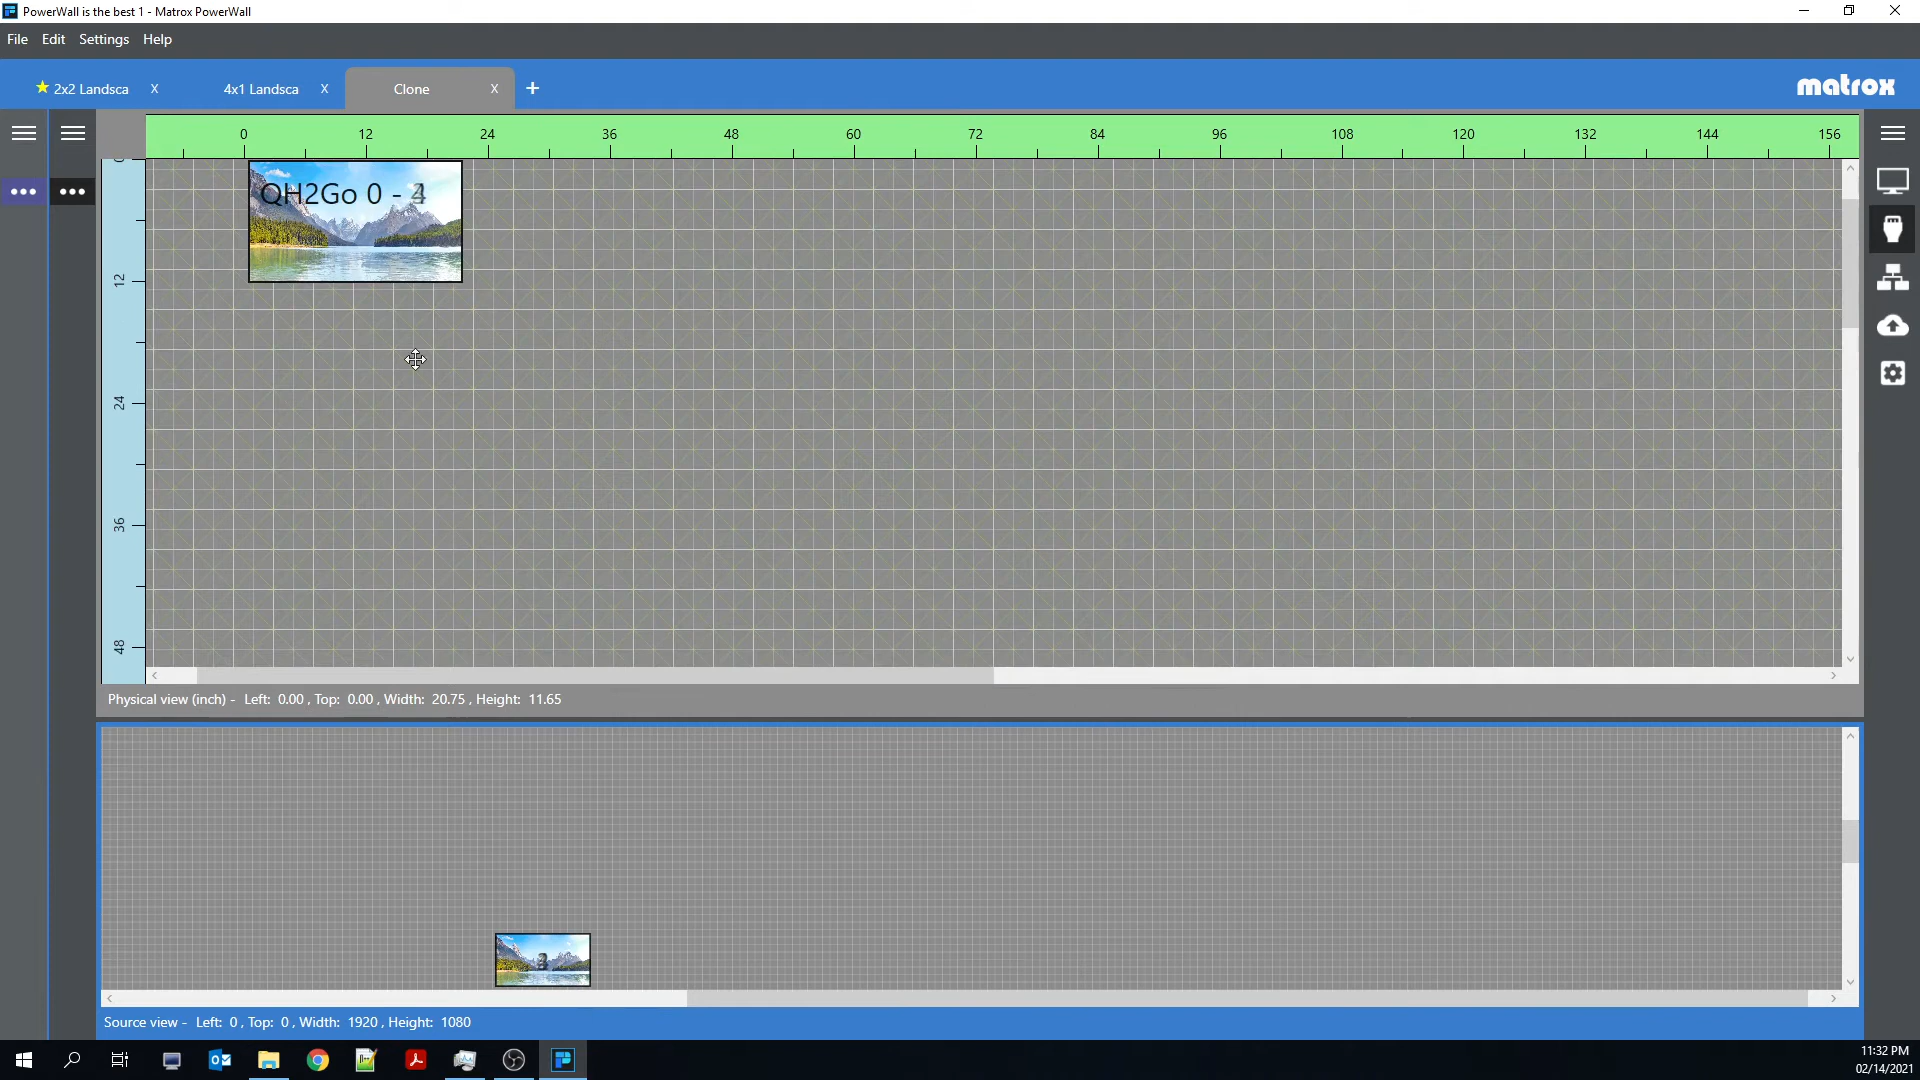 PowerWall is the best 1 - Matrox PowerWall
File Edit Settings Help
2x2 Landsca X 4x1 Landsca X Clone X +
matrox
0 12 24 36 48 60 72 84 96 108 120 132 144 156
QH2Go 0 -
12
24
36
48
Physical view (inch) - Left: 0.00 , Top: 0.00 , Width: 20.75 , Height: 11.65
Source view - Left: 0 , Top: 0 , Width: 1920 , Height: 1080
11:32 PM
02/14/2021